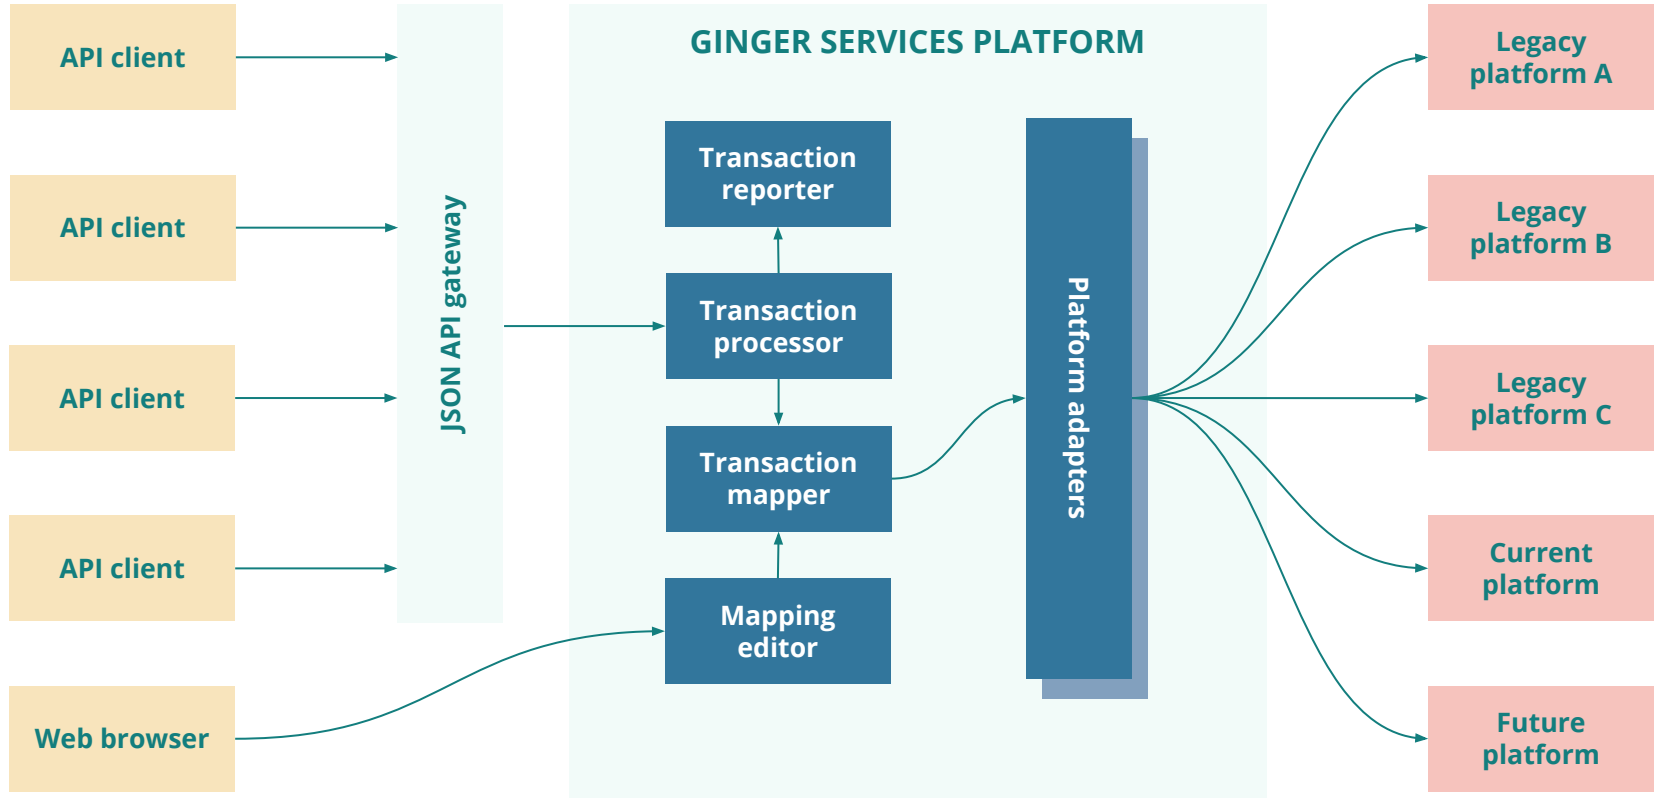 API client
API client
API client
API client
Web browser
JSON API gateway
GINGER SERVICES PLATFORM
Transaction
reporter
Transaction
processor
Transaction
mapper
Mapping
editor
Platform adapters
Legacy
platform A
Legacy
platform B
Legacy
platform C
Current
platform
Future
platform